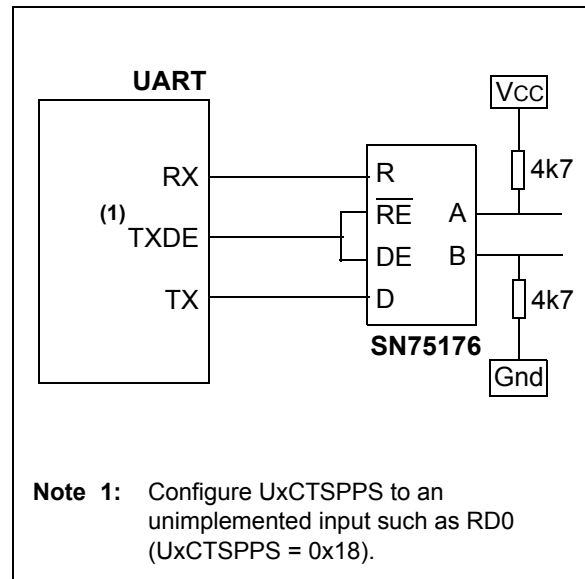 UART
VCC
RX
R
4k7
(1)
TXDE
RE
A
DE
B
TX
D
4k7
SN75176
Gnd
Note 1: Configure UxCTSPPS to an
unimplemented input such as RD0
(UxCTSPPS = 0x18).